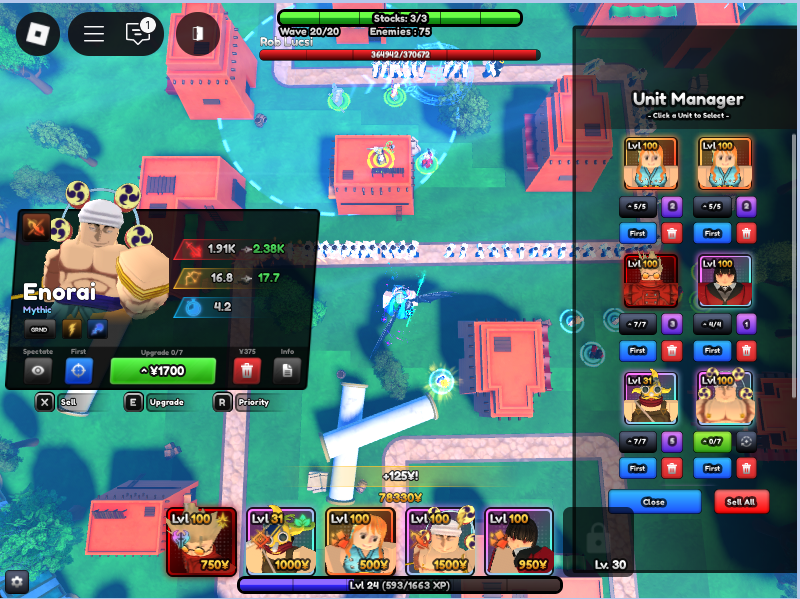 1
Stocks: 3/3
Wave 20/20
Enemies : 75
Rob Lucsi
364942/370672
Unit Manager
- Click a Unit to Select -
Lvl 100
Lvl 100
5/5
2
5/5
2
First
First
Lvl 100
Lvl 100
7/7
3
4/4
1
First
First
Lvl 31
Lvl 100
7/7
5
0/7
First
First
Close
Sell All
1.91K
2.38K
16.8
17.7
4.2
Enorai
Mythic
GRND
Spectate
First
Upgrade 0/7
¥375
Info
¥1700
X
Sell
E
Upgrade
R
Priority
+125¥!
78330¥
Lvl 100
750¥
Lvl 31
1000¥
Lvl 100
500¥
Lvl 100
1500¥
Lvl 100
950¥
Lv. 30
Lvl 24 (593/1663 XP)